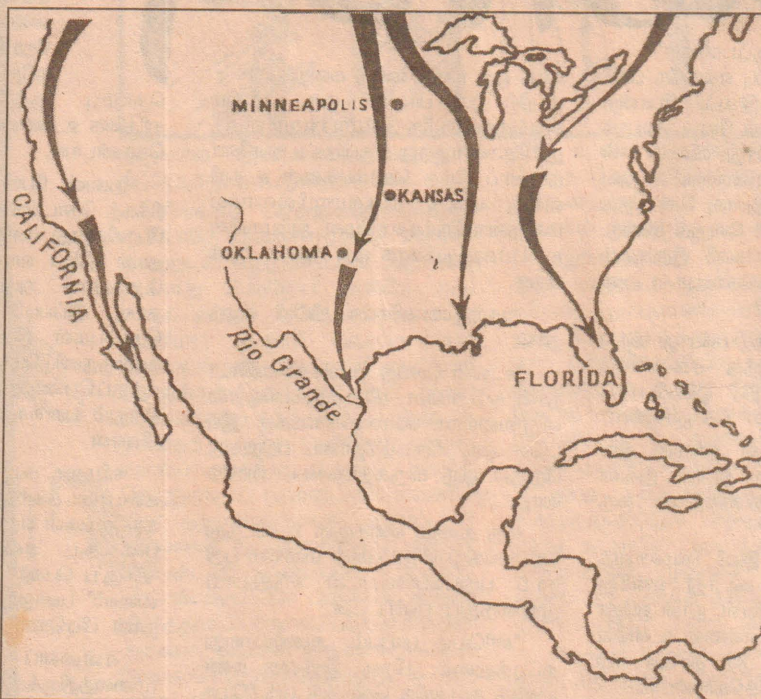 MINNEAPOLIS
KANSAS
OKLAHOMA
CALIFORNIA
Rio Grande
FLORIDA